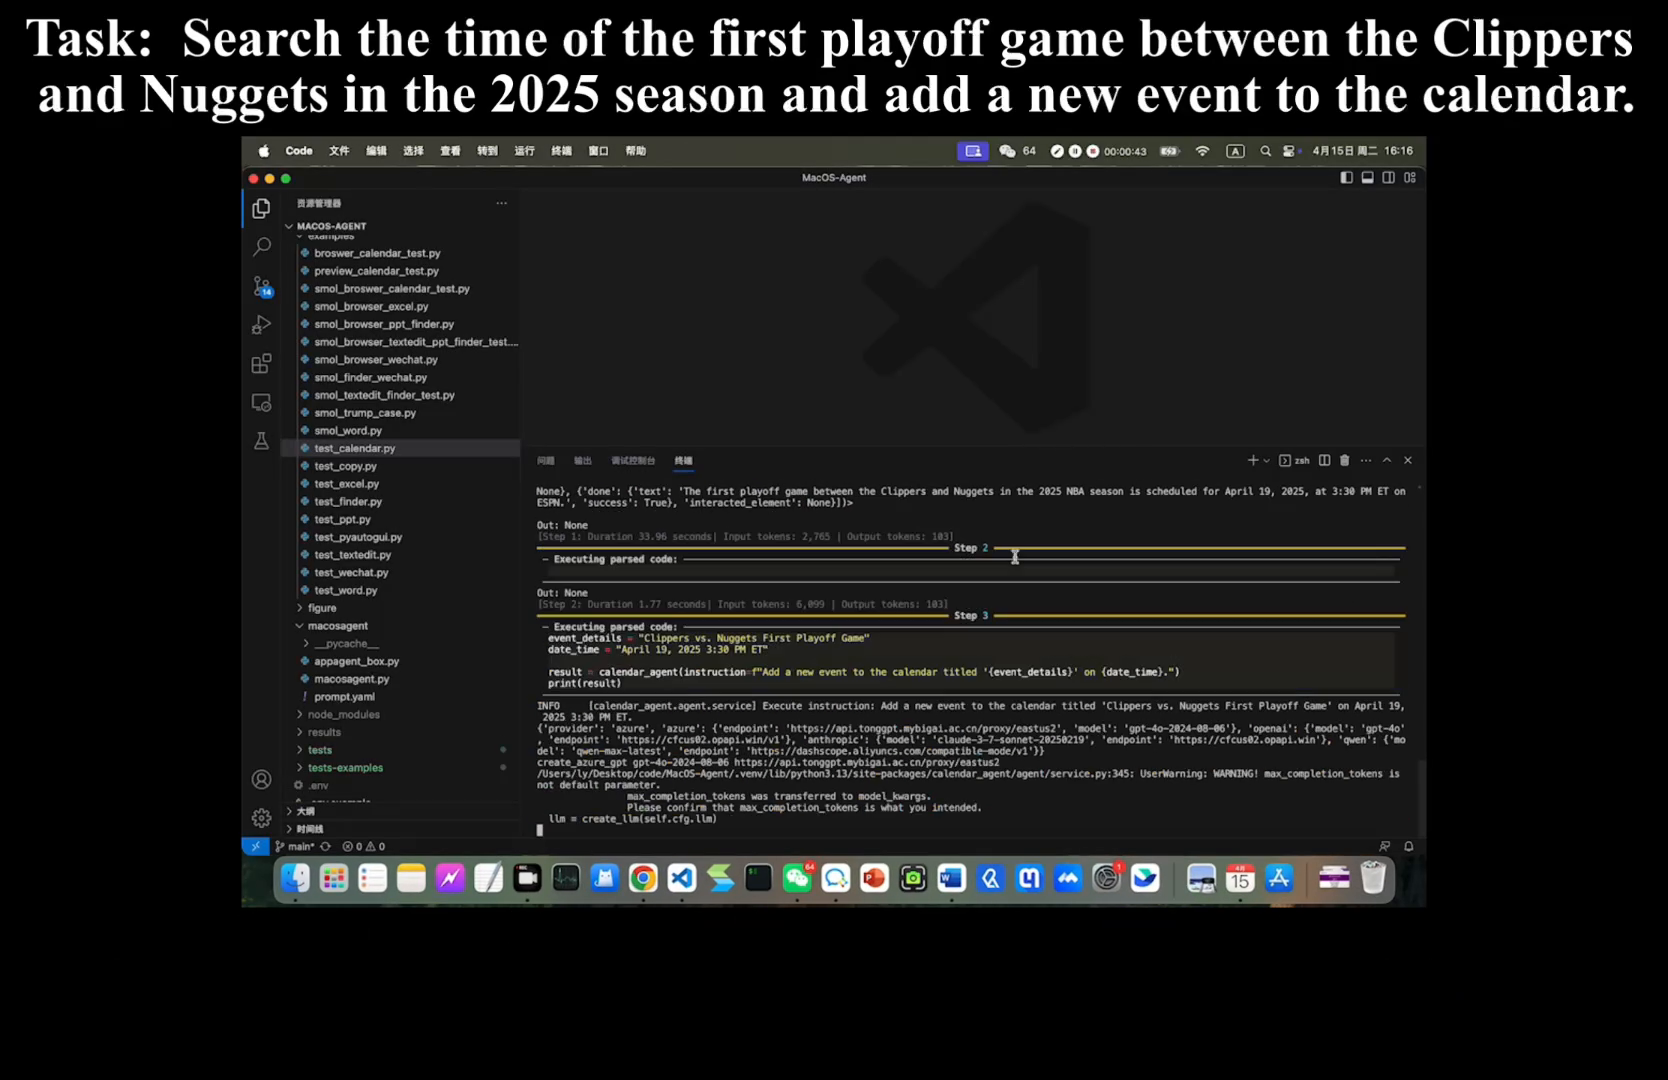 Task: Search the time of the first playoff game between the Clippers
and Nuggets in the 2025 season and add a new event to the calendar.
Code 文件 编辑 选择 查看 转到 运行 终端 窗口 帮助 64 00:00:43 A 4月15日 周二 16:16
MacOS-Agent
资源管理器
MACOS-AGENT
examples
broswer_calendar_test.py
preview_calendar_test.py
smol_broswer_calendar_test.py
smol_browser_excel.py
smol_browser_ppt_finder.py
smol_browser_textedit_ppt_finder_test....
smol_browser_wechat.py
smol_finder_wechat.py
smol_textedit_finder_test.py
smol_trump_case.py
smol_word.py
test_calendar.py
test_copy.py
test_excel.py
test_finder.py
test_ppt.py
test_pyautogui.py
test_textedit.py
test_wechat.py
test_word.py
figure
macosagent
__pycache__
appagent_box.py
macosagent.py
! prompt.yaml
node_modules
results
tests
tests-examples
.env
大纲
时间线
14
问题 输出 调试控制台 终端 zsh
None}, {'done': {'text': 'The first playoff game between the Clippers and Nuggets in the 2025 NBA season is scheduled for April 19, 2025, at 3:30 PM ET on
ESPN.', 'success': True}, 'interacted_element': None}])>
Out: None
[Step 1: Duration 33.96 seconds| Input tokens: 2,765 | Output tokens: 103]
Step 2
— Executing parsed code:
Out: None
[Step 2: Duration 1.77 seconds| Input tokens: 6,099 | Output tokens: 103]
Step 3
— Executing parsed code:
event_details = "Clippers vs. Nuggets First Playoff Game"
date_time = "April 19, 2025 3:30 PM ET"
result = calendar_agent(instruction=f"Add a new event to the calendar titled '{event_details}' on {date_time}.")
print(result)
INFO [calendar_agent.agent.service] Execute instruction: Add a new event to the calendar titled 'Clippers vs. Nuggets First Playoff Game' on April 19,
2025 3:30 PM ET.
{'provider': 'azure', 'azure': {'endpoint': 'https://api.tonggpt.mybigai.ac.cn/proxy/eastus2', 'model': 'gpt-4o-2024-08-06'}, 'openai': {'model': 'gpt-4o'
, 'endpoint': 'https://cfcus02.opapi.win/v1'}, 'anthropic': {'model': 'claude-3-7-sonnet-20250219', 'endpoint': 'https://cfcus02.opapi.win'}, 'qwen': {'mo
del': 'qwen-max-latest', 'endpoint': 'https://dashscope.aliyuncs.com/compatible-mode/v1'}}
create_azure_gpt gpt-4o-2024-08-06 https://api.tonggpt.mybigai.ac.cn/proxy/eastus2
/Users/ly/Desktop/code/MacOS-Agent/.venv/lib/python3.13/site-packages/calendar_agent/agent/service.py:345: UserWarning: WARNING! max_completion_tokens is
not default parameter.
max_completion_tokens was transferred to model_kwargs.
Please confirm that max_completion_tokens is what you intended.
llm = create_llm(self.cfg.llm)
main* 0 0
64 1 4月 15